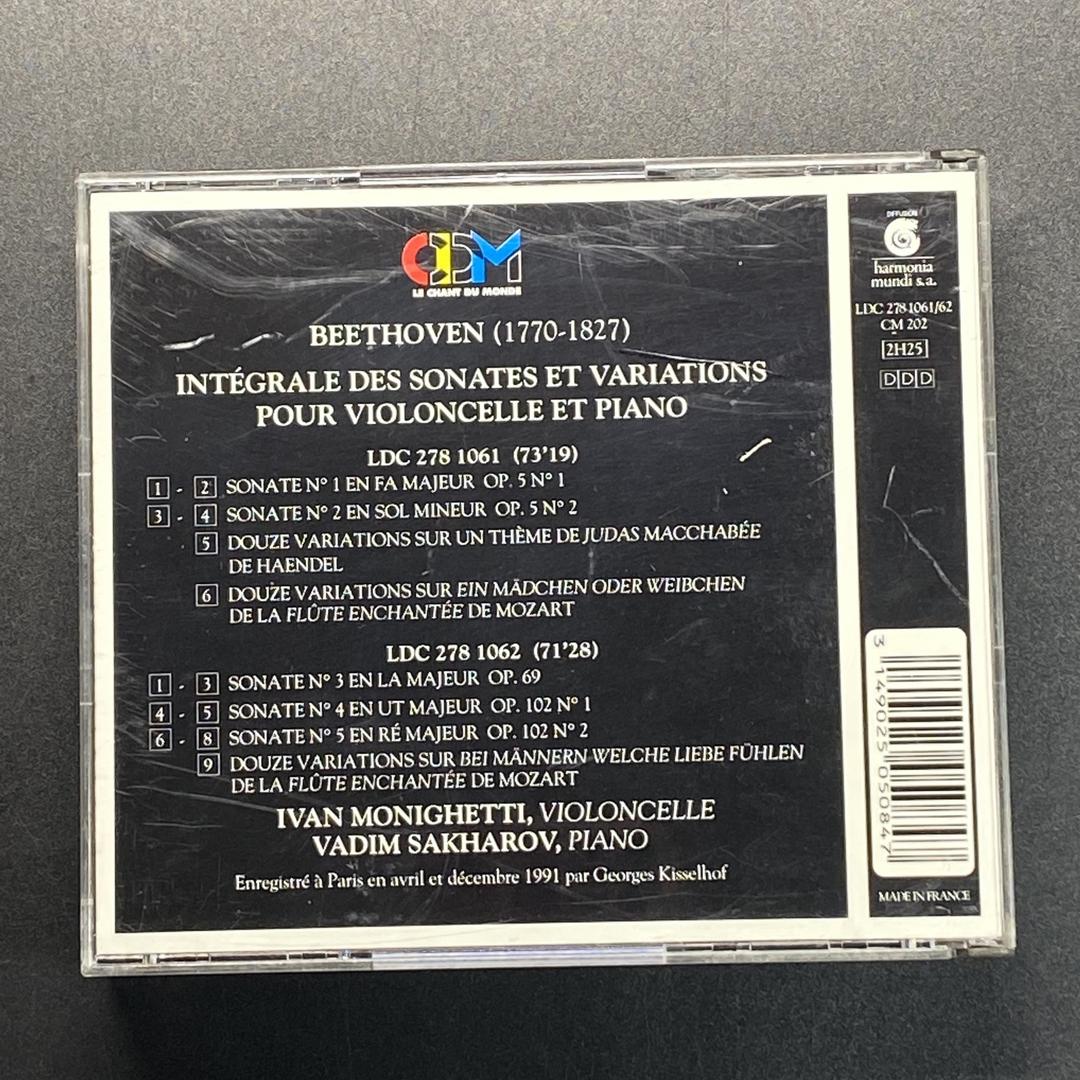 CDM
LE CHANT DU MONDE
BEETHOVEN (1770-1827)
INTÉGRALE DES SONATES ET VARIATIONS
POUR VIOLONCELLE ET PIANO
LDC 278 1061 (73'19)
1 - 2 SONATE N° 1 EN FA MAJEUR OP. 5 N° 1
3 - 4 SONATE N° 2 EN SOL MINEUR OP. 5 N° 2
5 DOUZE VARIATIONS SUR UN THÈME DE JUDAS MACCHABÉE
DE HAENDEL
6 DOUZE VARIATIONS SUR EIN MÄDCHEN ODER WEIBCHEN
DE LA FLÛTE ENCHANTÉE DE MOZART
LDC 278 1062 (71'28)
1 - 3 SONATE N° 3 EN LA MAJEUR OP. 69
4 - 5 SONATE N° 4 EN UT MAJEUR OP. 102 N° 1
6 - 8 SONATE N° 5 EN RÉ MAJEUR OP. 102 N° 2
9 DOUZE VARIATIONS SUR BEI MÄNNERN WELCHE LIEBE FÜHLEN
DE LA FLÛTE ENCHANTÉE DE MOZART
IVAN MONIGHETTI, VIOLONCELLE
VADIM SAKHAROV, PIANO
Enregistré à Paris en avril et décembre 1991 par Georges Kisselhof
DIFFUSION
harmonia
mundi s.a.
LDC 278 1061/62
CM 202
2H25
DDD
3 149025 050847
MADE IN FRANCE